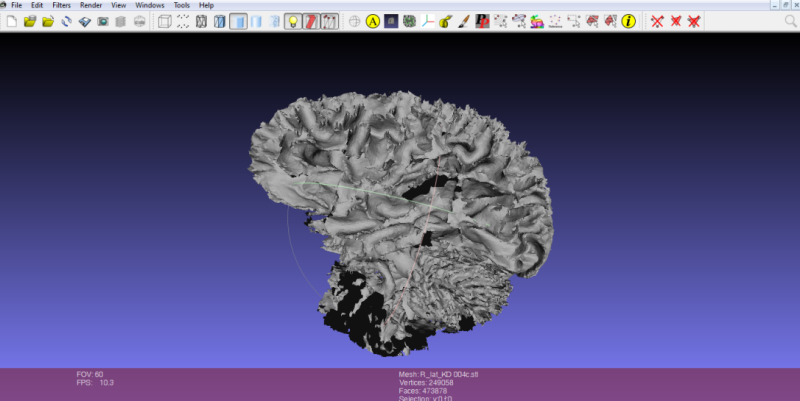 File Edit Filters Render View Windows Tools Help
A
i
FOV: 60
FPS: 10.3
Mesh: R_lat_KD 004c.stl
Vertices: 249058
Faces: 473878
Selection: v:0 f:0